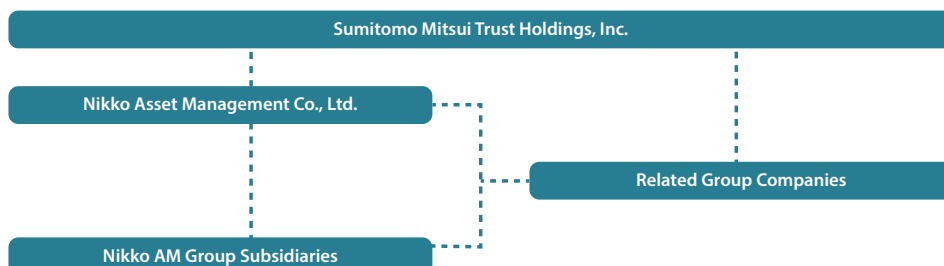 Sumitomo Mitsui Trust Holdings, Inc.
Nikko Asset Management Co., Ltd.
Related Group Companies
Nikko AM Group Subsidiaries